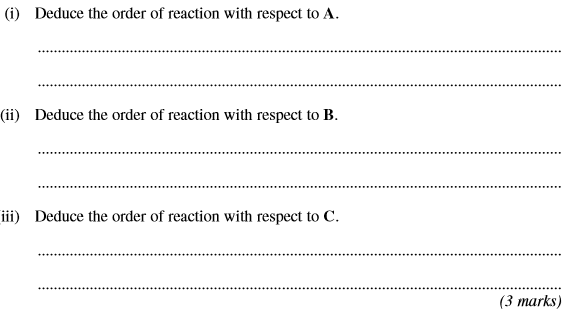 (i) Deduce the order of reaction with respect to A.
(ii) Deduce the order of reaction with respect to B.
iii) Deduce the order of reaction with respect to C.
(3 marks)